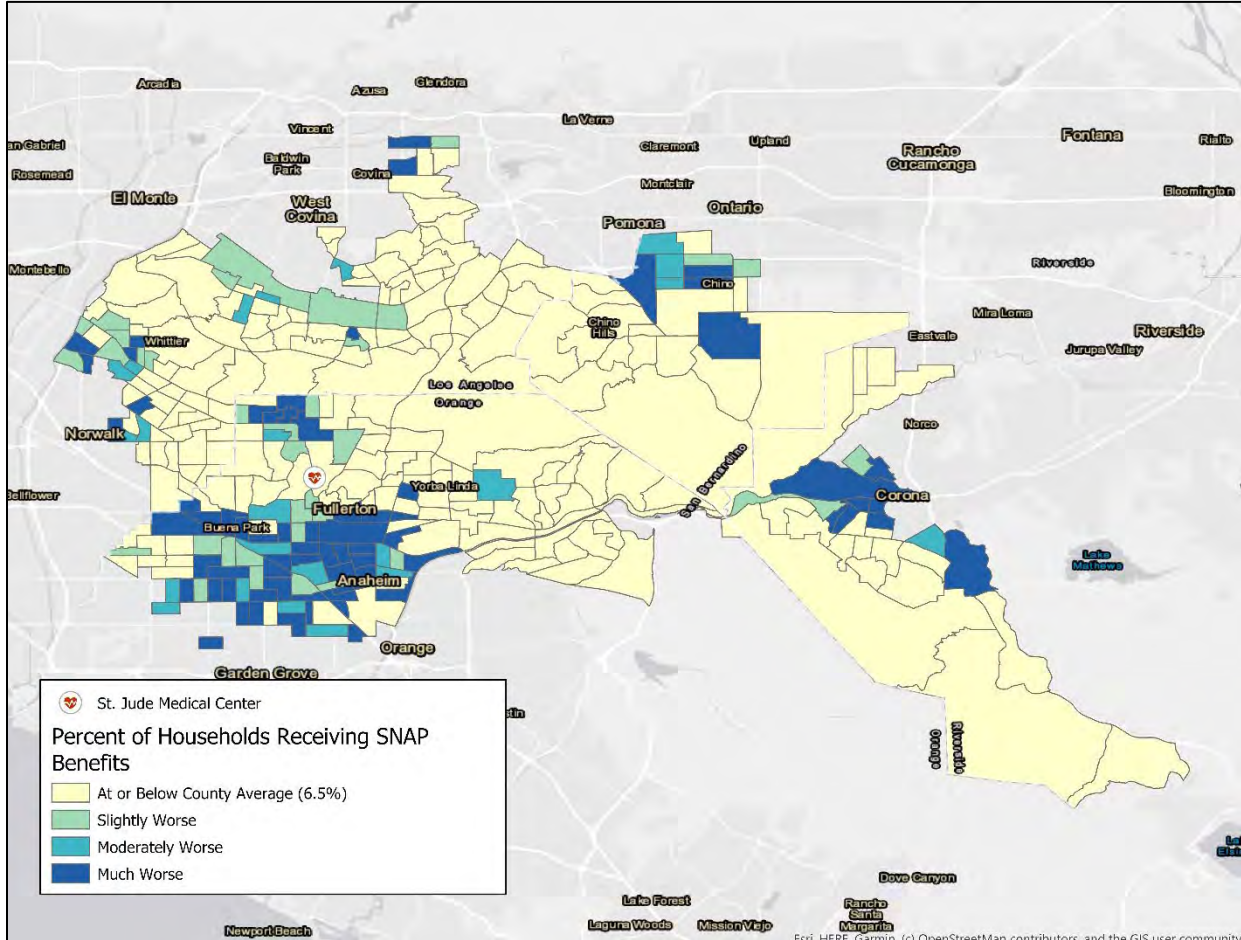 Arcadia
Azusa
Glendora
Vincent
La Verne
an Gabriel
Baldwin
Park
Claremont
Upland
Fontana
Rialto
Rosemead
Covina
Rancho
Cucamonga
El Monte
West
Covina
Montclair
Ontario
Bloomington
Pomona
Montebello
Riverside
Chino
Mira Loma
Chino
Hills
Eastvale
Riverside
Whittier
Jurupa Valley
Los Angeles
Orange
Norwalk
Norco
San Bernardino
Bellflower
Yorba Linda
Corona
Fullerton
Buena Park
Lake
Mathews
Anaheim
Orange
Garden Grove
stin
Riverside
Orange
St. Jude Medical Center
Percent of Households Receiving SNAP
Benefits
At or Below County Average (6.5%)
Slightly Worse
Moderately Worse
Much Worse
Dove Canyon
Lake Forest
Rancho
Santa
Margarita
Laguna Woods
Mission Viejo
Newport Beach
Esri, HERE, Garmin, (c) OpenStreetMap contributors, and the GIS user community